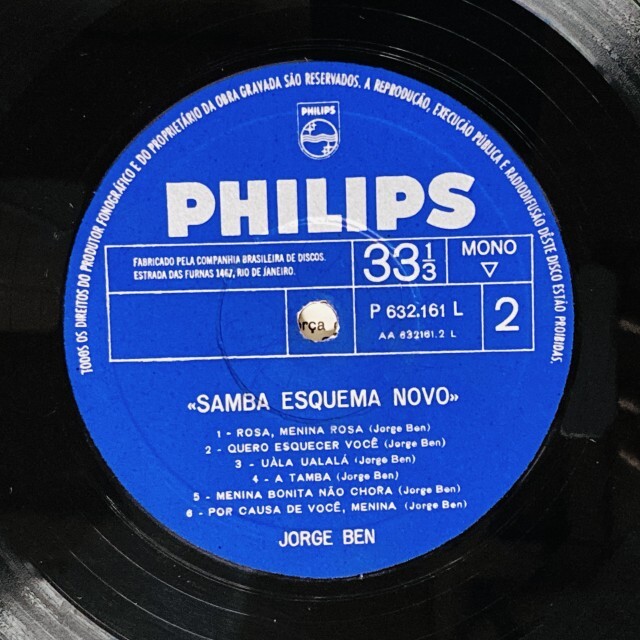 TODOS OS DIREITOS DO PRODUTOR FONOGRÁFICO E DO PROPRIETÁRIO DA OBRA GRAVADA SÃO RESERVADOS. A REPRODUÇÃO, EXECUÇÃO PÚBLICA E RADIODIFUSÃO DÊSTE DISCO ESTÃO PROIBIDAS.
PHILIPS
PHILIPS
FABRICADO PELA COMPANHIA BRASILEIRA DE DISCOS.
ESTRADA DAS FURNAS 1467, RIO DE JANEIRO.
33 1/3
MONO
P 632.161 L
AA 632161.2 L
2
«SAMBA ESQUEMA NOVO»
1 - ROSA, MENINA ROSA (Jorge Ben)
2 - QUERO ESQUECER VOCÊ (Jorge Ben)
3 - UÀLA UALALÁ (Jorge Ben)
4 - A TAMBA (Jorge Ben)
5 - MENINA BONITA NÃO CHORA (Jorge Ben)
6 - POR CAUSA DE VOCÊ, MENINA (Jorge Ben)
JORGE BEN